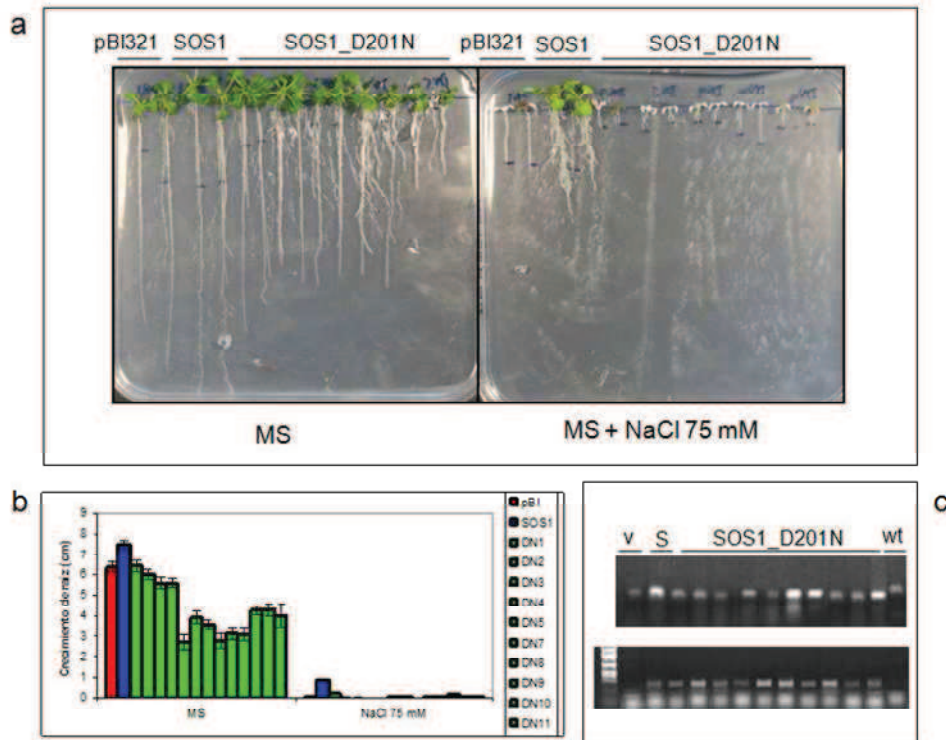 a
pBI321 SOS1 SOS1_D201N pBI321 SOS1 SOS1_D201N
MS MS + NaCl 75 mM
b
Crecimiento de raíz (cm)
9
8
7
6
5
4
3
2
1
0
MS NaCl 75 mM
pBI
SOS1
DN1
DN2
DN3
DN4
DN5
DN7
DN8
DN9
DN10
DN11
c
v S SOS1_D201N wt